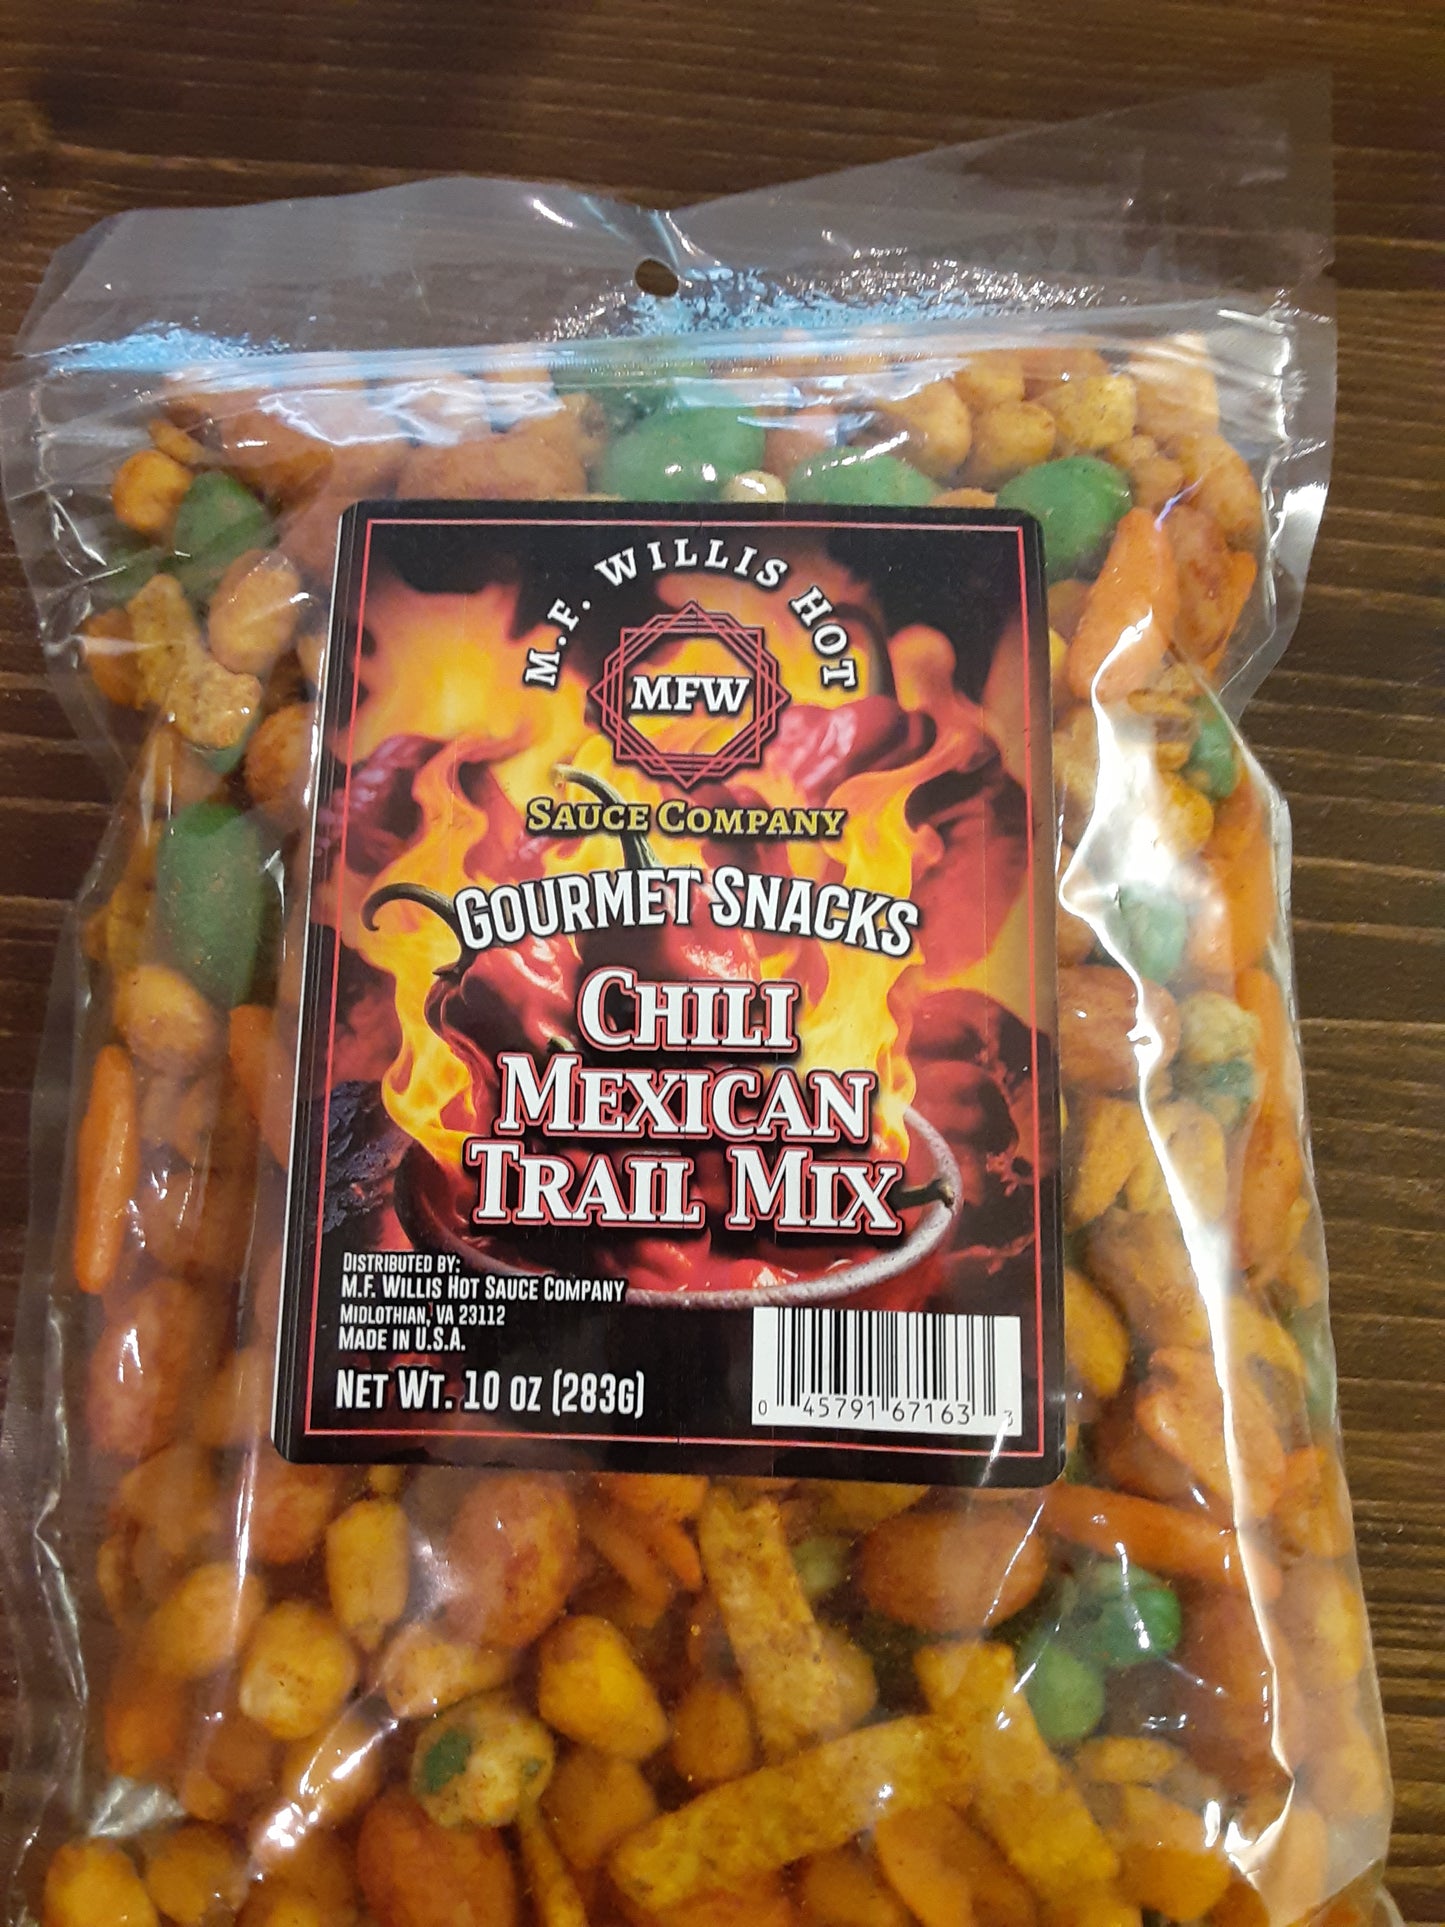 M.F. WILLIS HOT
MFW
SAUCE COMPANY
GOURMET SNACKS
CHILI
MEXICAN
TRAIL MIX
DISTRIBUTED BY:
M.F. WILLIS HOT SAUCE COMPANY
MIDLOTHIAN, VA 23112
MADE IN U.S.A.
NET WT. 10 OZ (283G)
0 45791 67163 3